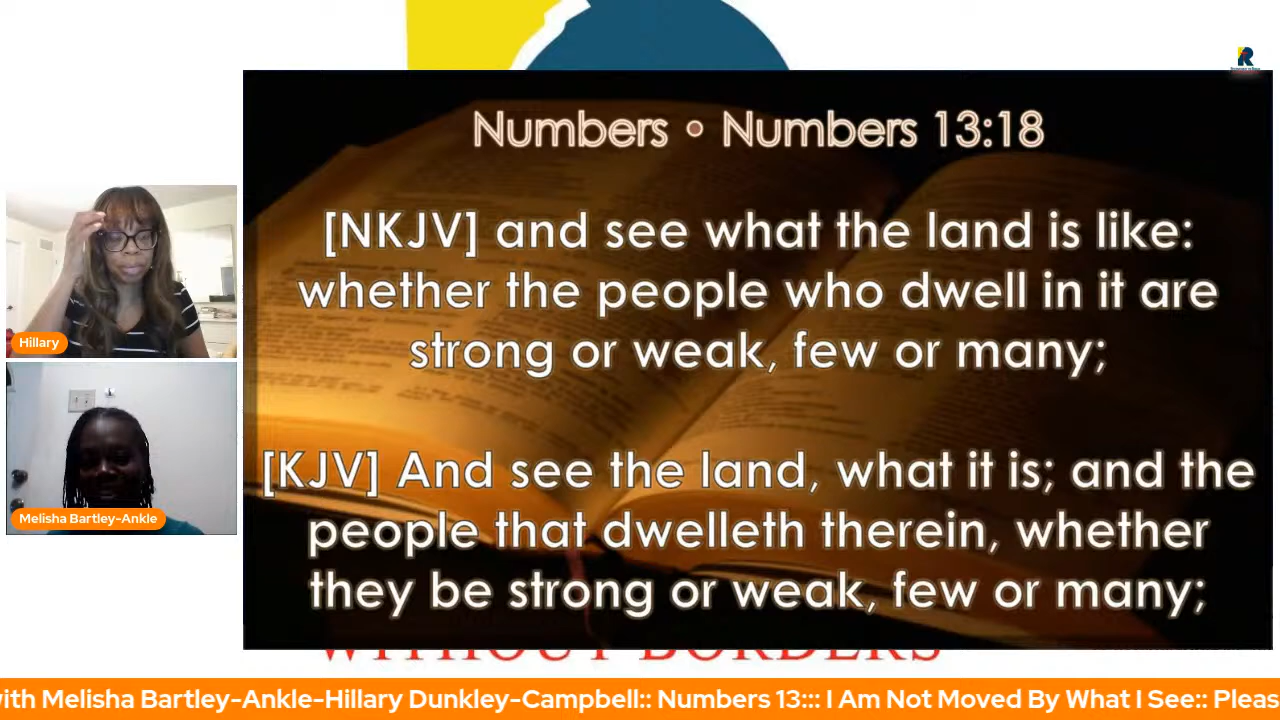 Numbers • Numbers 13:18
[NKJV] and see what the land is like:
whether the people who dwell in it are
strong or weak, few or many;
[KJV] And see the land, what it is; and the
people that dwelleth therein, whether
they be strong or weak, few or many;
Hillary
Melisha Bartley-Ankle
WITHOUT BORDERS
with Melisha Bartley-Ankle-Hillary Dunkley-Campbell:: Numbers 13::: I Am Not Moved By What I See:: Pleas